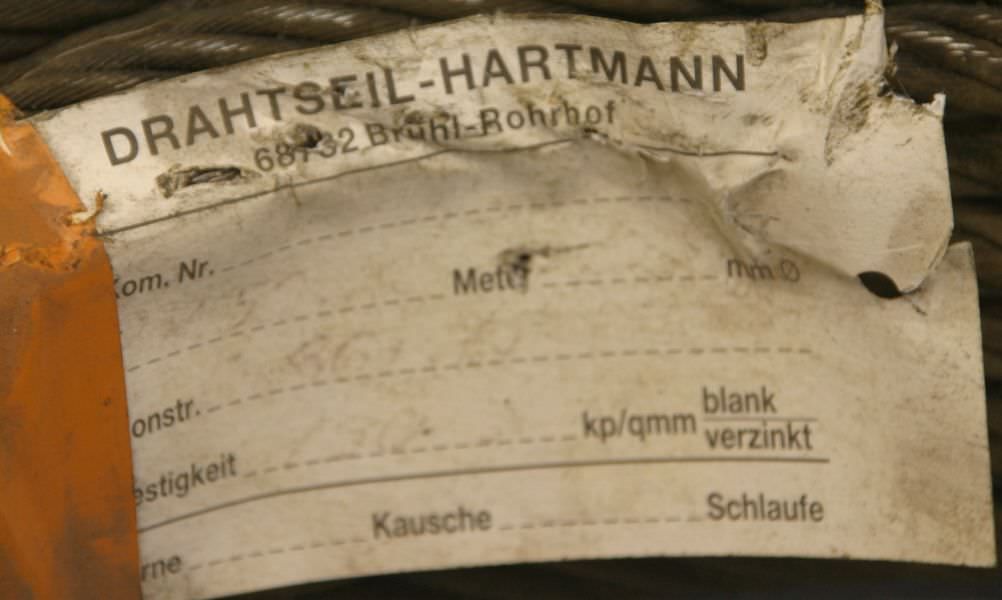 DRAHTSEIL-HARTMANN
68732 Brühl-Rohrhof
Kom. Nr.
Meter mm Ø
onstr.
kp/qmm blank
verzinkt
estigkeit
rne Kausche Schlaufe